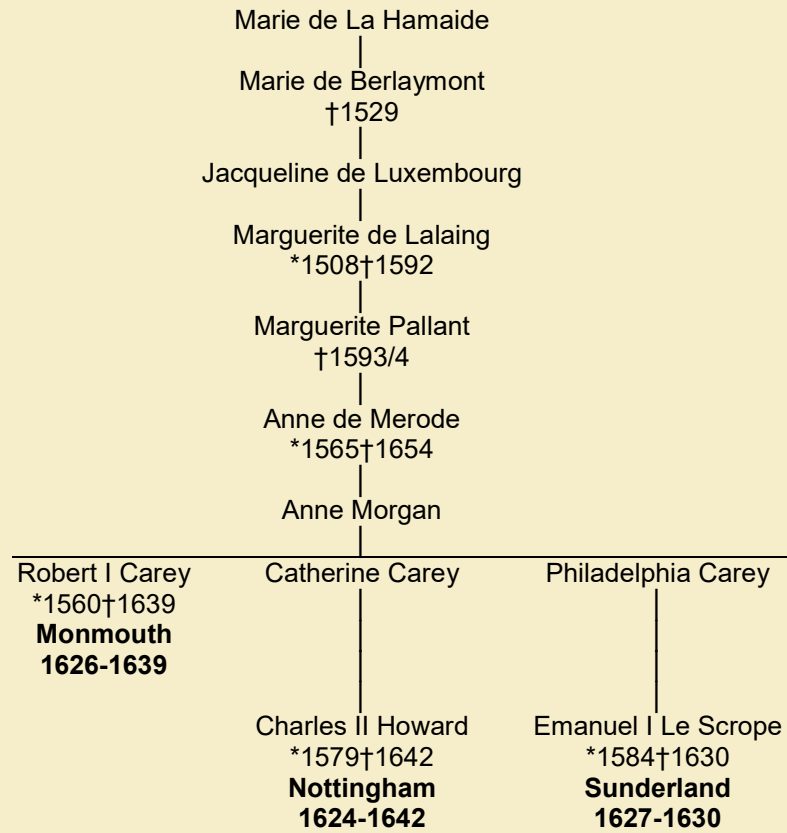 Marie de La Hamaide
Marie de Berlaymont
†1529
Jacqueline de Luxembourg
Marguerite de Lalaing
*1508†1592
Marguerite Pallant
†1593/4
Anne de Merode
*1565†1654
Anne Morgan
Robert I Carey
*1560†1639
Monmouth
1626-1639
Catherine Carey
Philadelphia Carey
Charles II Howard
*1579†1642
Nottingham
1624-1642
Emanuel I Le Scrope
*1584†1630
Sunderland
1627-1630